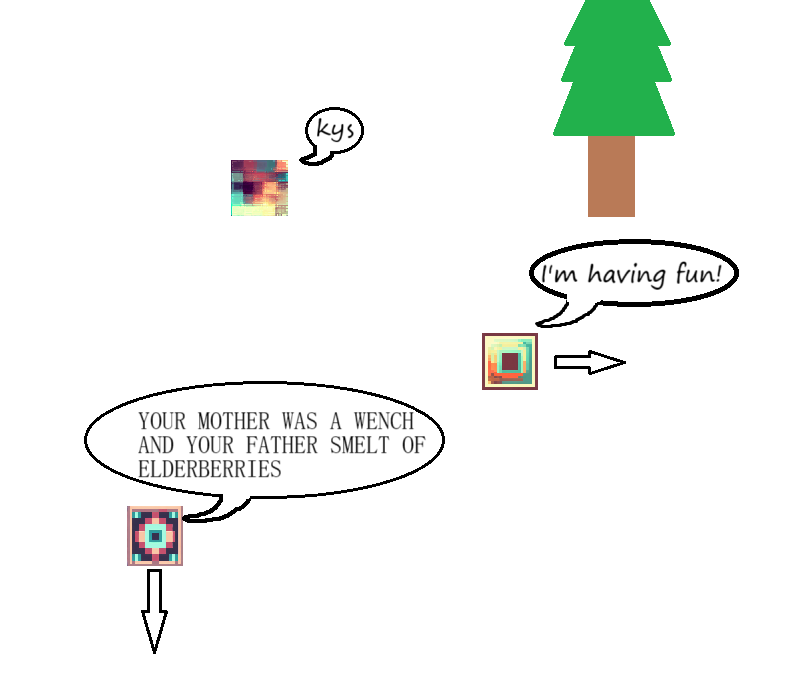 kys
I'm having fun!
YOUR MOTHER WAS A WENCH
AND YOUR FATHER SMELT OF
ELDERBERRIES